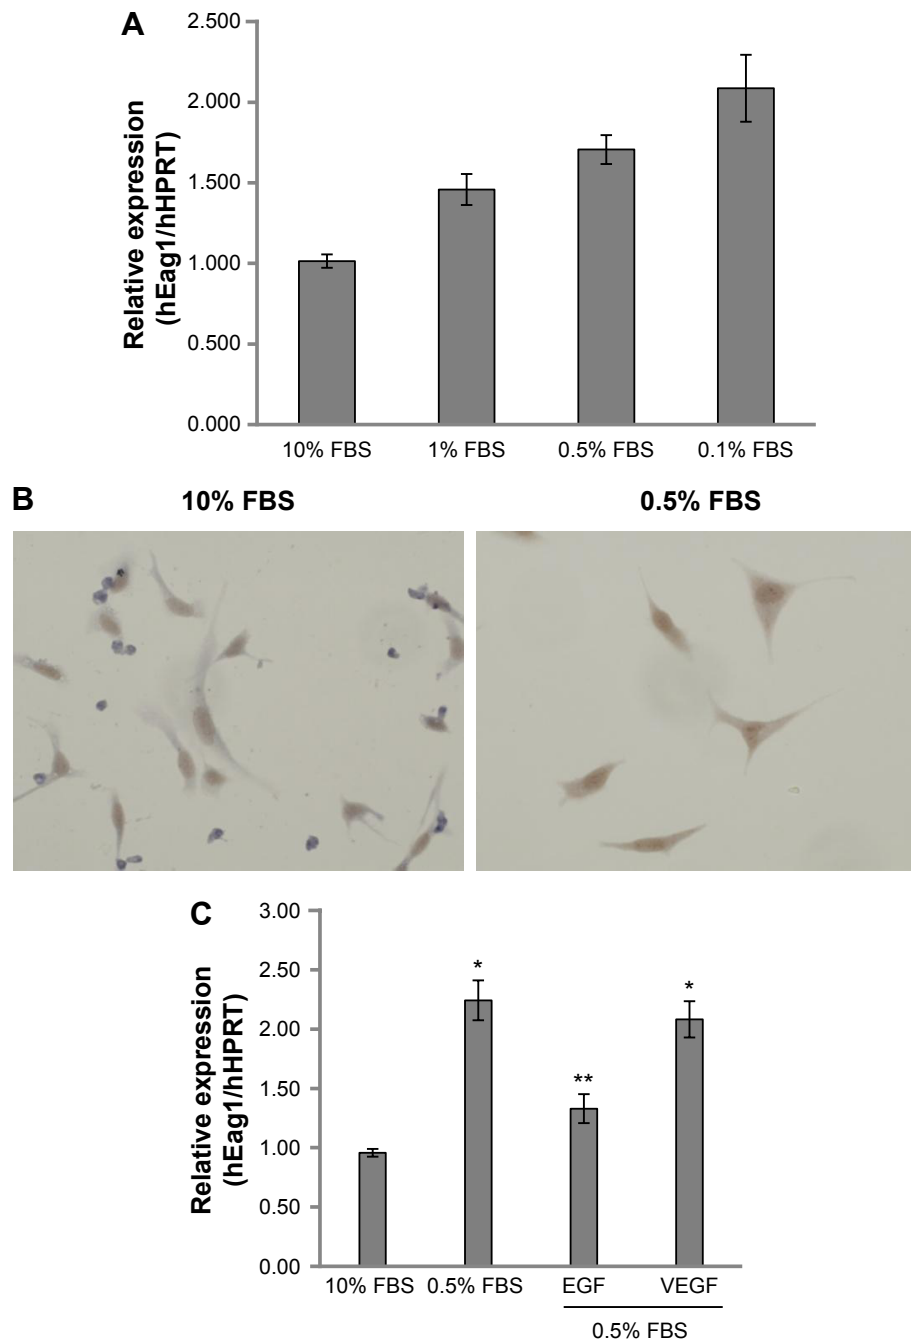 A
Relative expression
(hEag1/hHPRT)
2.500
2.000
1.500
1.000
0.500
0.000
10% FBS 1% FBS 0.5% FBS 0.1% FBS
B 10% FBS 0.5% FBS
C
Relative expression
(hEag1/hHPRT)
3.00
2.50
2.00
1.50
1.00
0.50
0.00
*
**
*
10% FBS 0.5% FBS EGF VEGF
0.5% FBS